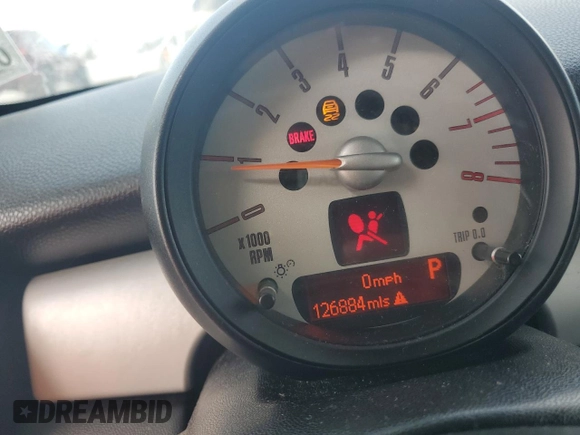 0 1 2 3 4 5 6 7 8
BRAKE
x1000
RPM
TRIP 0.0
0mph P
126884mls
DREAMBID